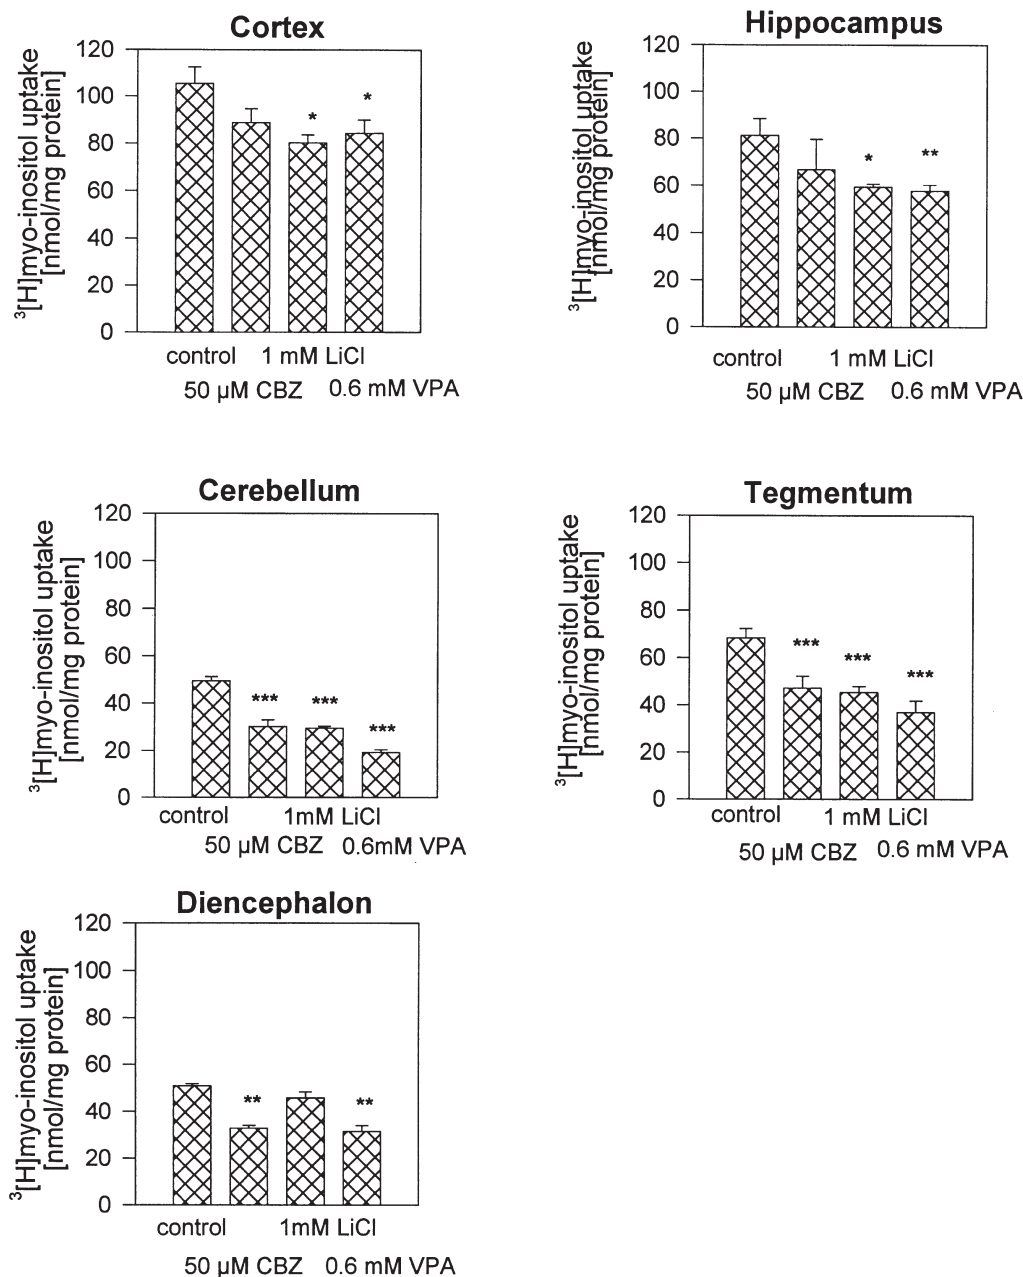 Cortex
³[H]myo-inositol uptake
[nmol/mg protein]
120
100
80
60
40
20
0
*
*
control 1 mM LiCl
50 µM CBZ 0.6 mM VPA
Hippocampus
³[H]myo-inositol uptake
[nmol/mg protein]
120
100
80
60
40
20
0
*
**
control 1 mM LiCl
50 µM CBZ 0.6 mM VPA
Cerebellum
³[H]myo-inositol uptake
[nmol/mg protein]
120
100
80
60
40
20
0
***
***
***
control 1mM LiCl
50 µM CBZ 0.6mM VPA
Tegmentum
³[H]myo-inositol uptake
[nmol/mg protein]
120
100
80
60
40
20
0
***
***
***
control 1 mM LiCl
50 µM CBZ 0.6 mM VPA
Diencephalon
³[H]myo-inositol uptake
[nmol/mg protein]
120
100
80
60
40
20
0
**
**
control 1mM LiCl
50 µM CBZ 0.6 mM VPA